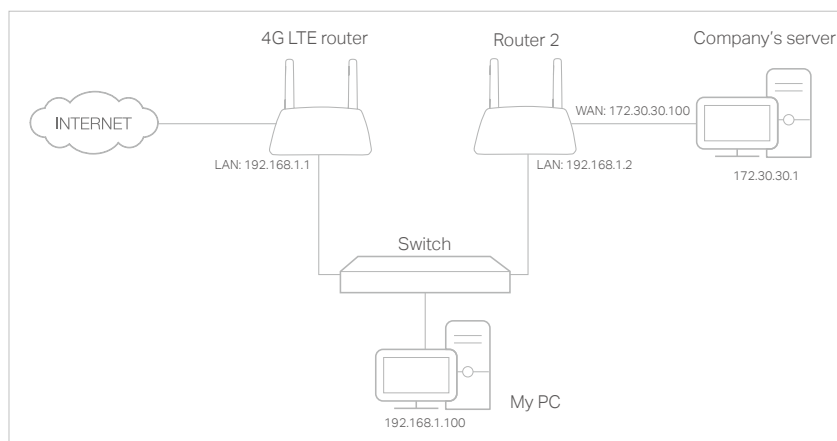 4G LTE router
Router 2
Company's server
INTERNET
WAN: 172.30.30.100
LAN: 192.168.1.1
LAN: 192.168.1.2
172.30.30.1
Switch
My PC
192.168.1.100